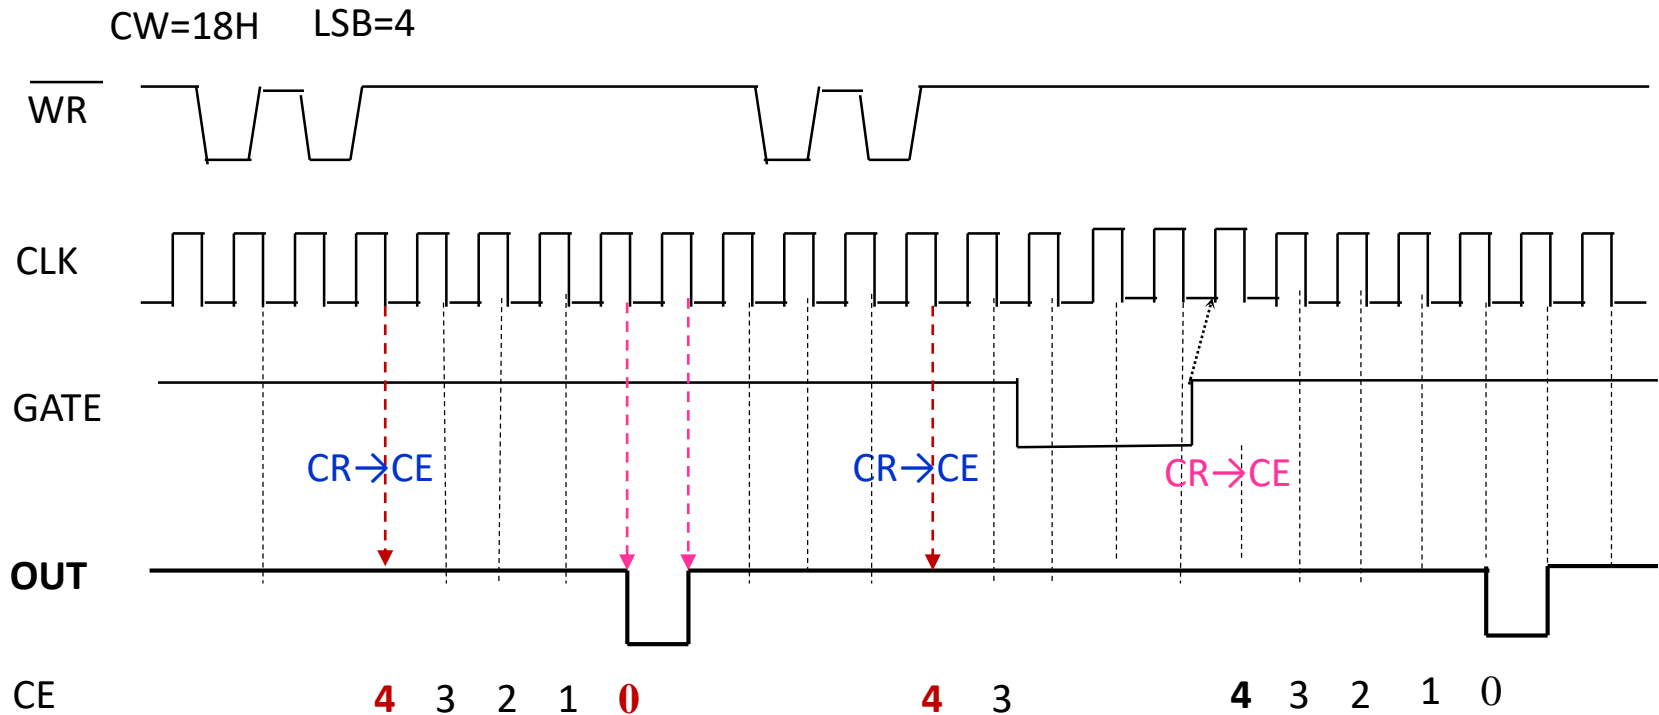 CW=18H LSB=4
WR
CLK
GATE
CR→CE CR→CE CR→CE
OUT
CE 4 3 2 1 0 4 3 4 3 2 1 0